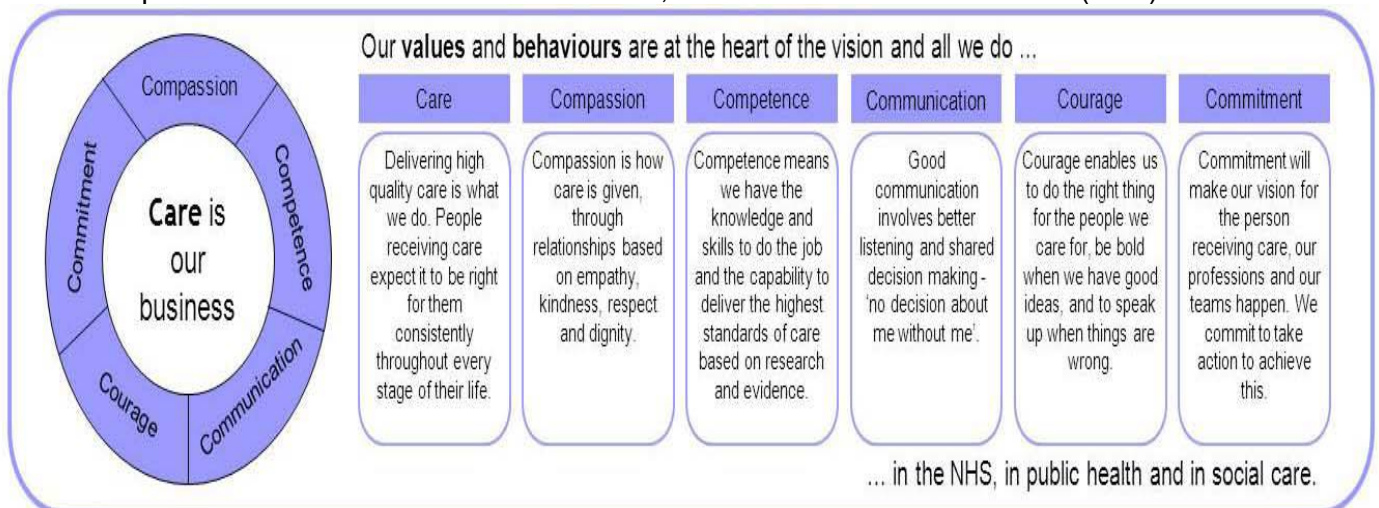 Compassion
Competence
Communication
Courage
Commitment
Care is
our
business
Our values and behaviours are at the heart of the vision and all we do ...
Care
Delivering high
quality care is what
we do. People
receiving care
expect it to be right
for them
consistently
throughout every
stage of their life.
Compassion
Compassion is how
care is given,
through
relationships based
on empathy,
kindness, respect
and dignity.
Competence
Competence means
we have the
knowledge and
skills to do the job
and the capability to
deliver the highest
standards of care
based on research
and evidence.
Communication
Good
communication
involves better
listening and shared
decision making -
'no decision about
me without me'.
Courage
Courage enables us
to do the right thing
for the people we
care for, be bold
when we have good
ideas, and to speak
up when things are
wrong.
Commitment
Commitment will
make our vision for
the person
receiving care, our
professions and our
teams happen. We
commit to take
action to achieve
this.
... in the NHS, in public health and in social care.